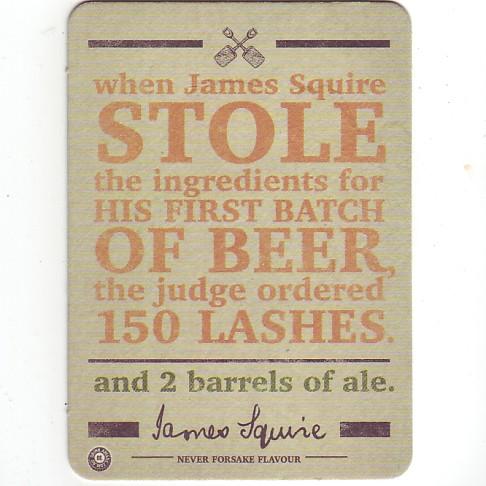 when James Squire
STOLE
the ingredients for
HIS FIRST BATCH
OF BEER,
the judge ordered
150 LASHES.
and 2 barrels of ale.
James Squire
NEVER FORSAKE FLAVOUR